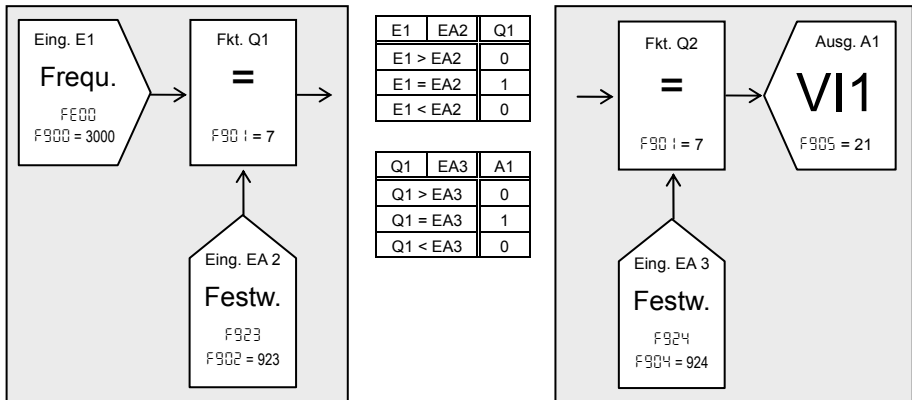 Eing. E1
Frequ.
FE00
F900 = 3000
Fkt. Q1
=
F901 = 7
Eing. EA 2
Festw.
F923
F902 = 923
E1 EA2 Q1
E1 > EA2 0
E1 = EA2 1
E1 < EA2 0
Q1 EA3 A1
Q1 > EA3 0
Q1 = EA3 1
Q1 < EA3 0
Fkt. Q2
=
F901 = 7
Ausg. A1
VI1
F905 = 21
Eing. EA 3
Festw.
F924
F904 = 924